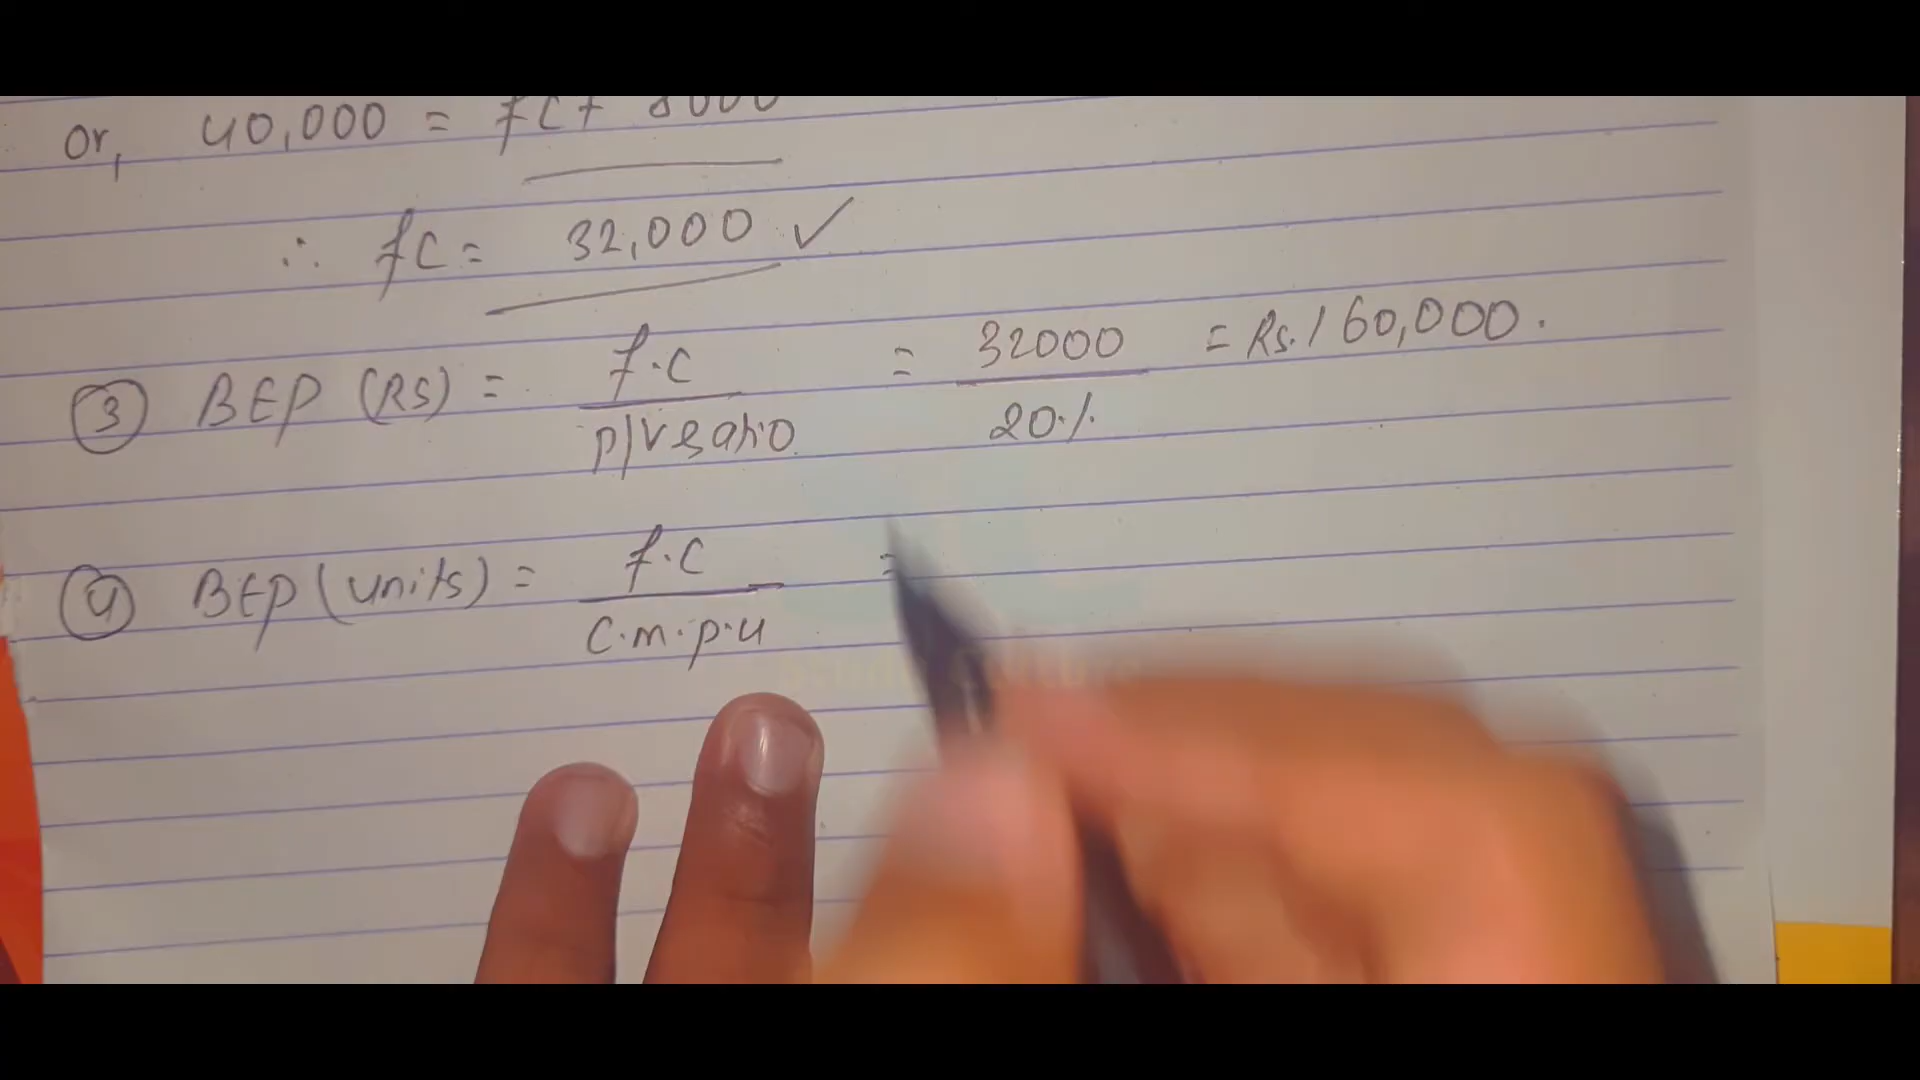 Or, 40,000 = FC + 8000
∴ FC = 32,000 ✓
③ BEP (RS) = F.C / P/V Ratio = 32000 / 20% = Rs. 160,000.
④ BEP (units) = F.C / C.m.p.u =